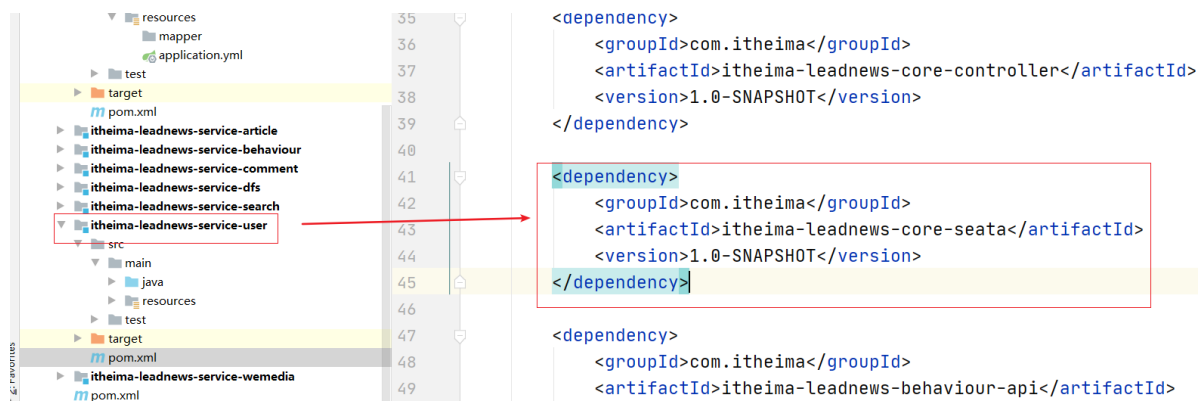 resources
mapper
application.yml
test
target
pom.xml
itheima-leadnews-service-article
itheima-leadnews-service-behaviour
itheima-leadnews-service-comment
itheima-leadnews-service-dfs
itheima-leadnews-service-search
itheima-leadnews-service-user
src
main
java
resources
test
target
pom.xml
itheima-leadnews-service-wemedia
pom.xml
2: Favorites
35 <dependency>
36 <groupId>com.itheima</groupId>
37 <artifactId>itheima-leadnews-core-controller</artifactId>
38 <version>1.0-SNAPSHOT</version>
39 </dependency>
40
41 <dependency>
42 <groupId>com.itheima</groupId>
43 <artifactId>itheima-leadnews-core-seata</artifactId>
44 <version>1.0-SNAPSHOT</version>
45 </dependency>
46
47 <dependency>
48 <groupId>com.itheima</groupId>
49 <artifactId>itheima-leadnews-behaviour-api</artifactId>